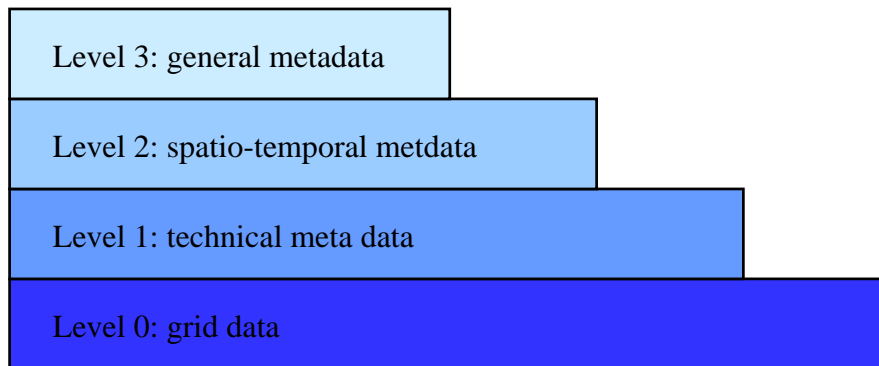 Level 3: general metadata
Level 2: spatio-temporal metdata
Level 1: technical meta data
Level 0: grid data